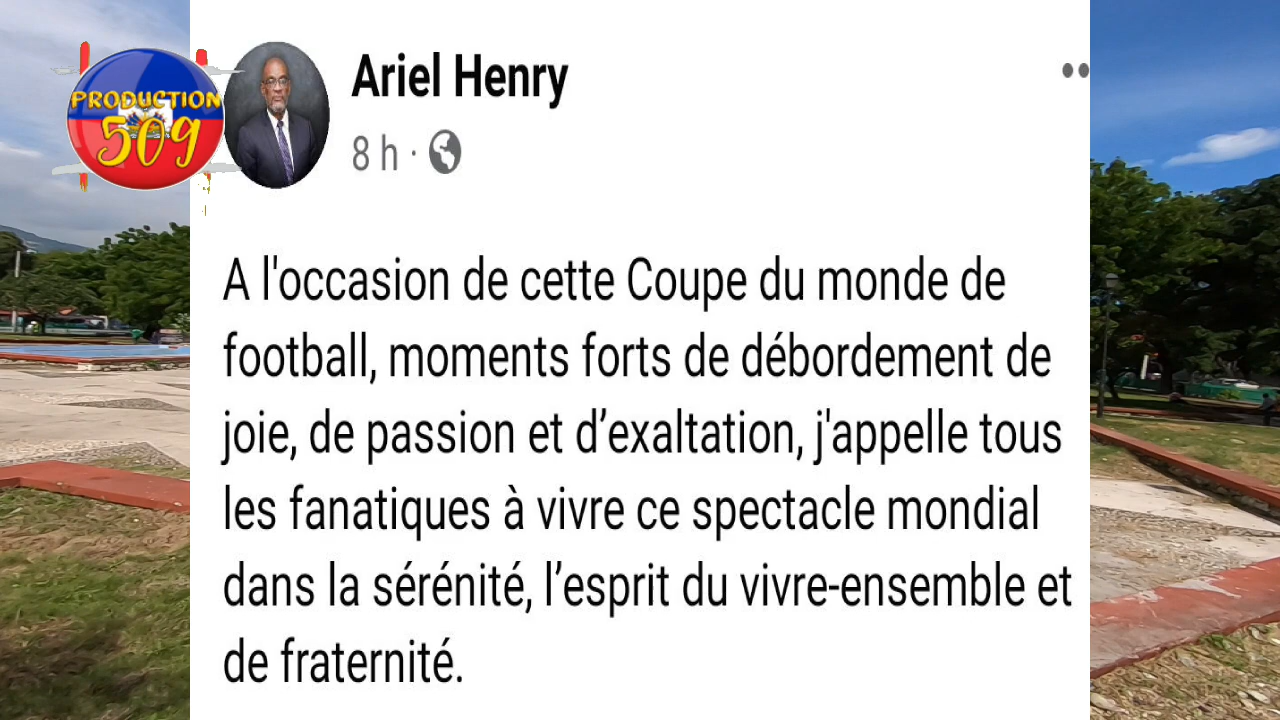 PRODUCTION
509
Ariel Henry
8 h ·
A l'occasion de cette Coupe du monde de
football, moments forts de débordement de
joie, de passion et d’exaltation, j'appelle tous
les fanatiques à vivre ce spectacle mondial
dans la sérénité, l’esprit du vivre-ensemble et
de fraternité.